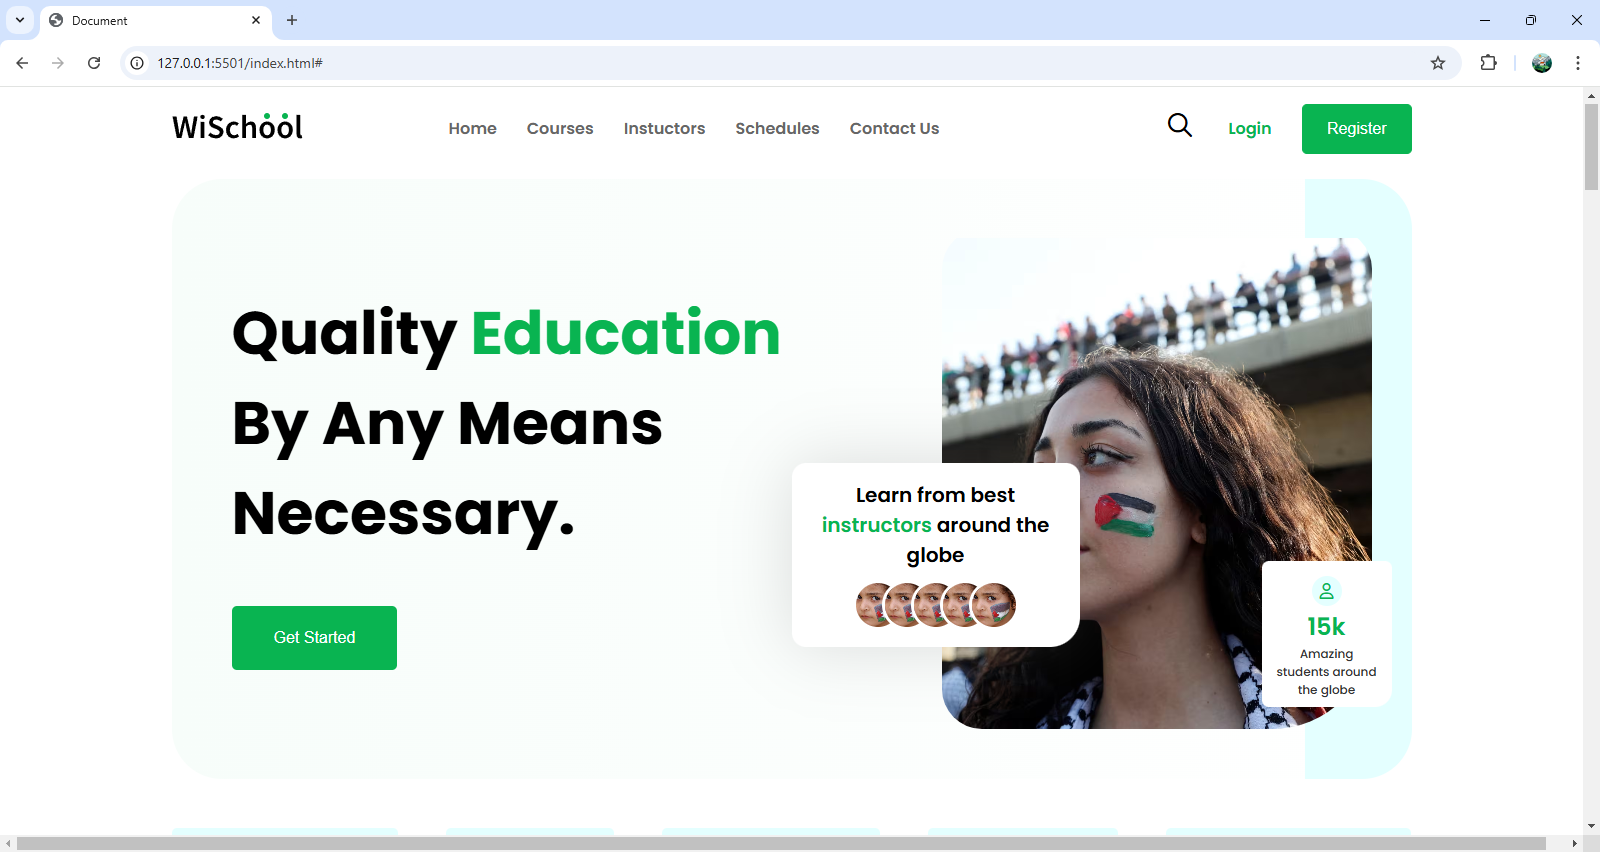 Document
127.0.0.1:5501/index.html#
WiSchool
Home
Courses
Instuctors
Schedules
Contact Us
Login
Register
Quality Education
By Any Means
Necessary.
Get Started
Learn from best
instructors around the
globe
15k
Amazing
students around
the globe